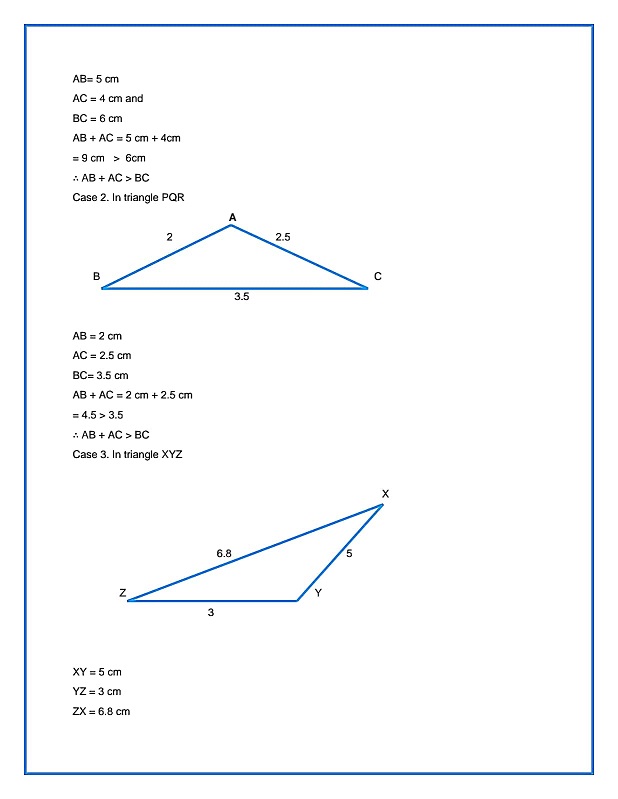 AB= 5 cm
AC = 4 cm and
BC = 6 cm
AB + AC = 5 cm + 4cm
= 9 cm > 6cm
∴ AB + AC > BC
Case 2. In triangle PQR
A
2 2.5
B C
3.5
AB = 2 cm
AC = 2.5 cm
BC= 3.5 cm
AB + AC = 2 cm + 2.5 cm
= 4.5 > 3.5
∴ AB + AC > BC
Case 3. In triangle XYZ
X
6.8 5
Z Y
3
XY = 5 cm
YZ = 3 cm
ZX = 6.8 cm